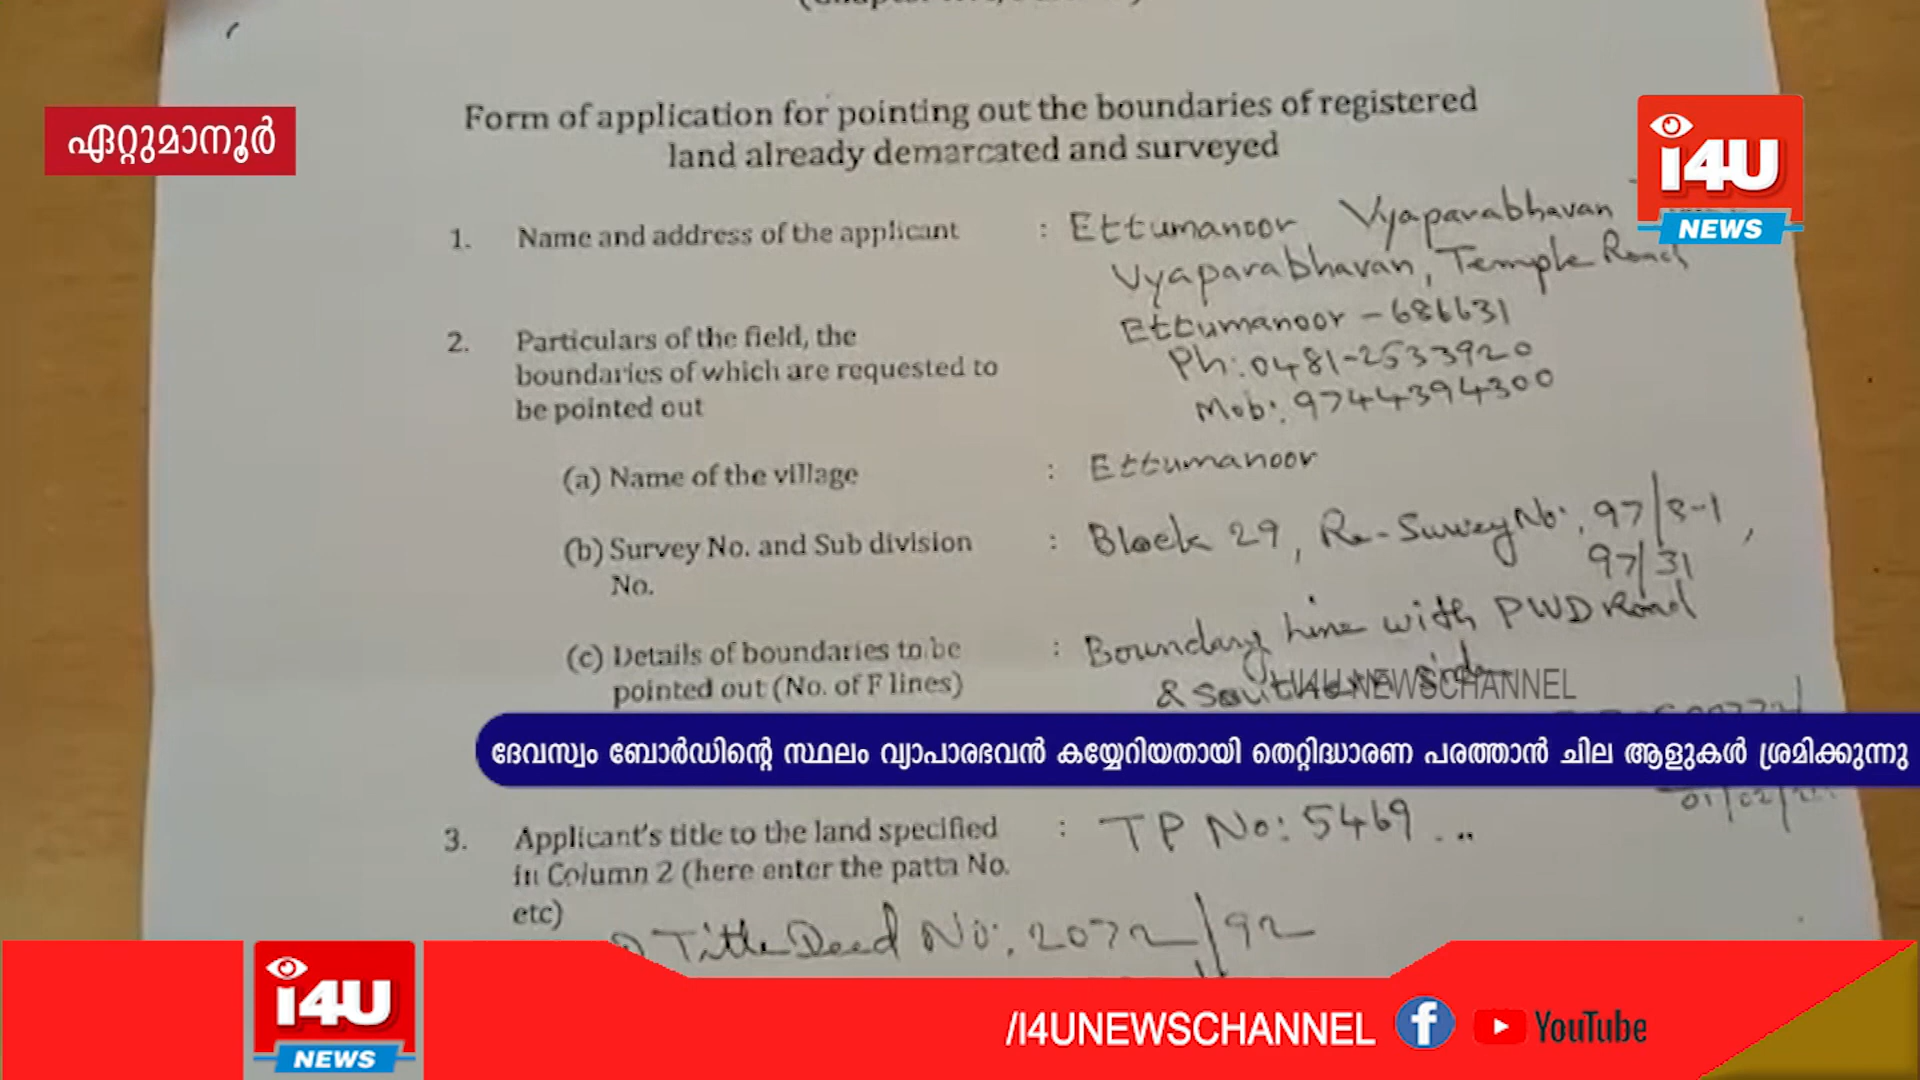 ഏറ്റുമാനൂർ
i4U
NEWS
Form of application for pointing out the boundaries of registered
land already demarcated and surveyed
1. Name and address of the applicant : Ettumanoor Vyaparabhavan
Vyaparabhavan, Temple Road
Ettumanoor - 686631
Ph: 0481-2533920
Mob: 9744394300
2. Particulars of the field, the
boundaries of which are requested to
be pointed out
(a) Name of the village : Ettumanoor
(b) Survey No. and Sub division : Block 29, Re-Survey No: 97/3-1,
No. 97/31
(c) Details of boundaries to be : Boundary line with PWD Road
pointed out (No. of F lines) & Southern side
I4U NEWSCHANNEL
ദേവസ്വം ബോർഡിന്റെ സ്ഥലം വ്യാപാരഭവൻ കയ്യേറിയതായി തെറ്റിദ്ധാരണ പരത്താൻ ചില ആളുകൾ ശ്രമിക്കുന്നു
3. Applicant's title to the land specified : TP No: 5469
in Column 2 (here enter the patta No.
etc)
Title Deed No: 2072/92
i4U
NEWS
/I4UNEWSCHANNEL
YouTube